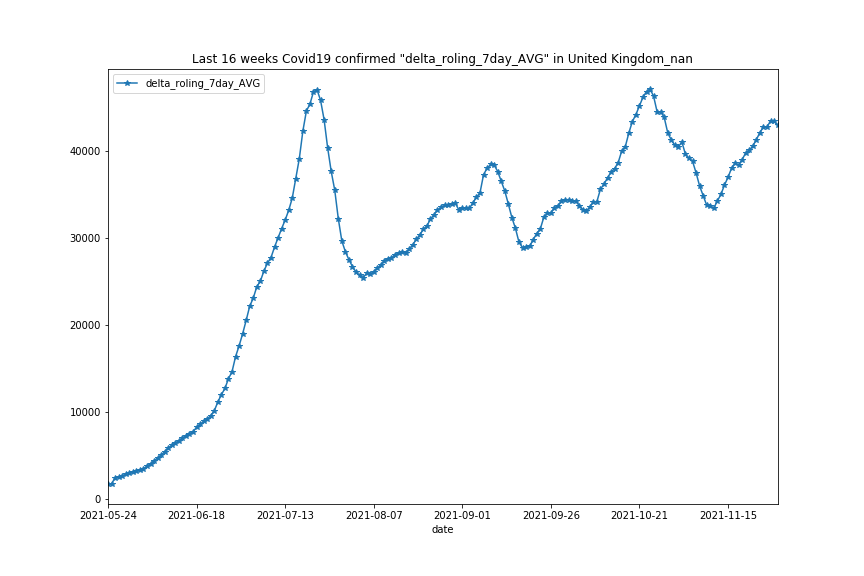 Last 16 weeks Covid19 confirmed "delta_roling_7day_AVG" in United Kingdom_nan
delta_roling_7day_AVG
40000
30000
20000
10000
0
2021-05-24 2021-06-18 2021-07-13 2021-08-07 2021-09-01 2021-09-26 2021-10-21 2021-11-15
date